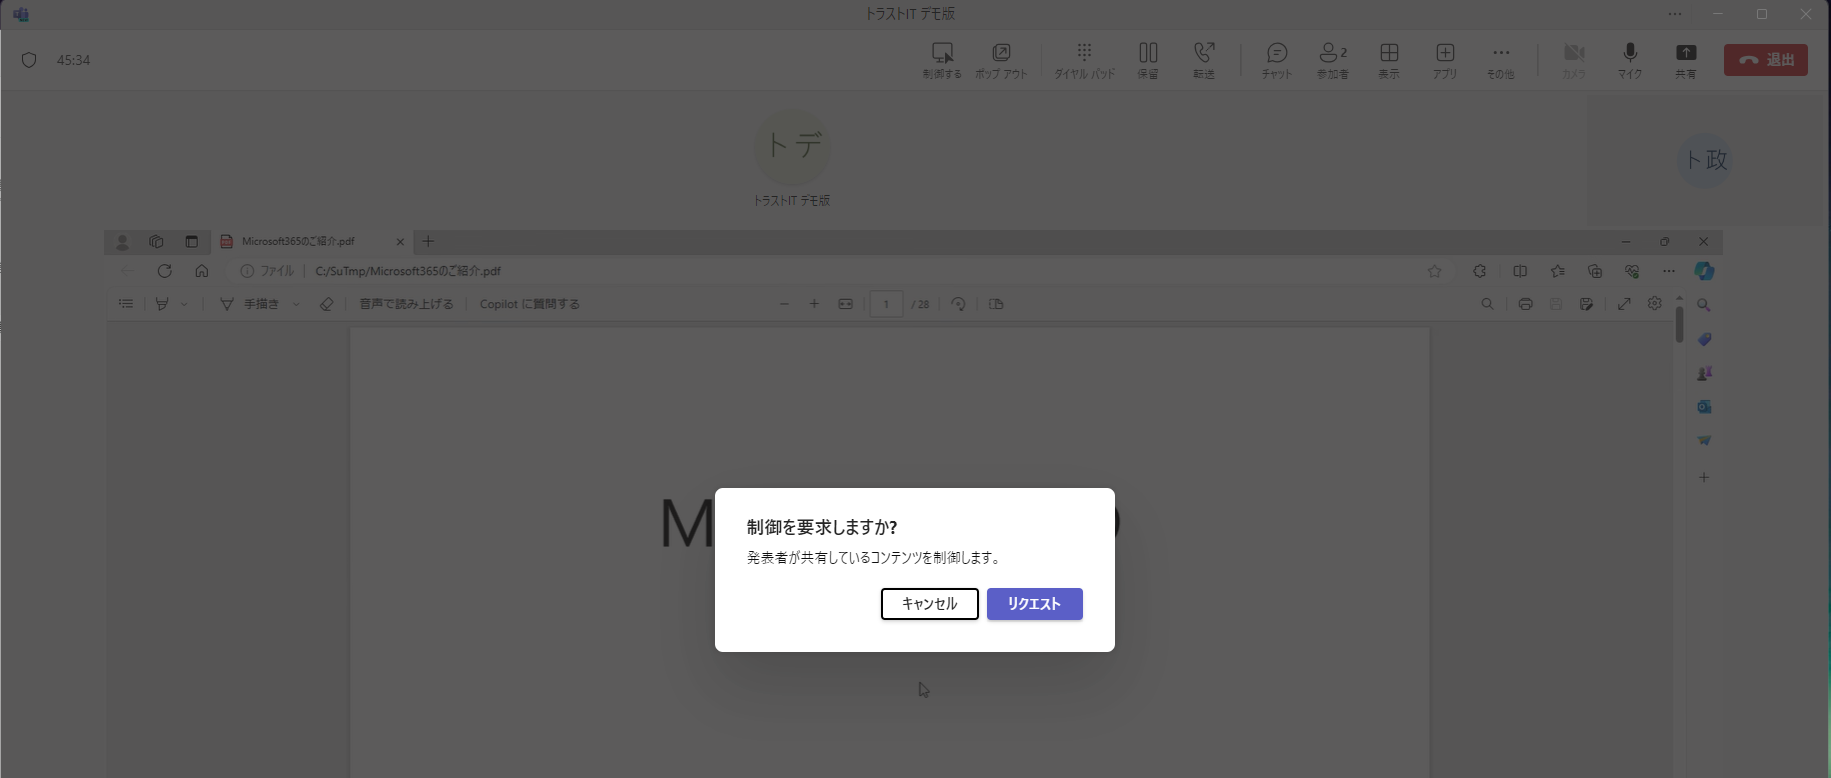 トラストIT デモ版
45:34
制御する
ポップ アウト
ダイヤル パッド
保留
転送
チャット
2
参加者
表示
アプリ
その他
カメラ
マイク
共有
退出
ト デ
トラストIT デモ版
ト 政
Microsoft365のご紹介.pdf
ファイル
C:/SuTmp/Microsoft365のご紹介.pdf
手描き
音声で読み上げる
Copilot に質問する
1
/ 28
M
制御を要求しますか?
発表者が共有しているコンテンツを制御します。
キャンセル
リクエスト